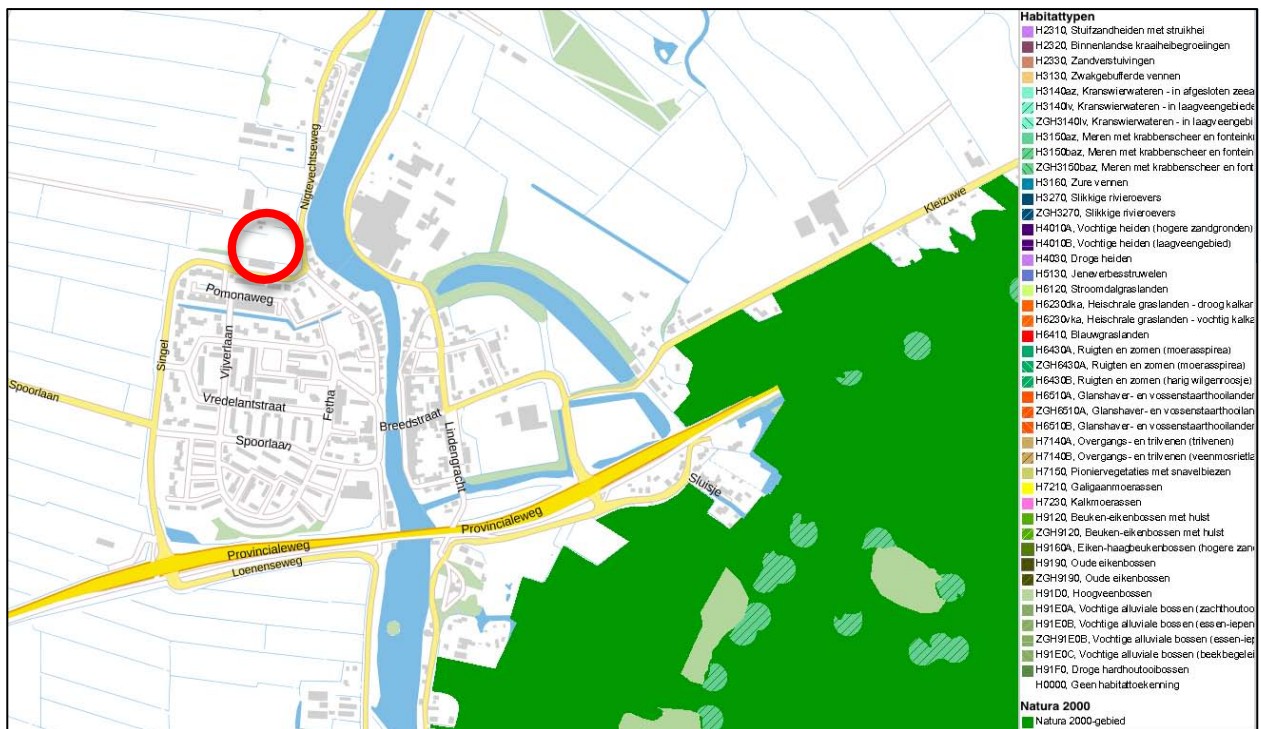 Nigtevechtseweg
Kleizuwe
Pomonaweg
Singel
Vijverlaan
Spoorlaan
Vredelantstraat
Fetha
Breedstraat
Lindengracht
Spoorlaan
Sluisje
Provincialeweg
Provincialeweg
Loenenseweg
Habitattypen
H2310, Stuifzandheiden met struikhei
H2320, Binnenlandse kraaiheibegroeiingen
H2330, Zandverstuivingen
H3130, Zwakgebufferde vennen
H3140az, Kranswierwateren - in afgesloten zeea
H3140lv, Kranswierwateren - in laagveengebiede
ZGH3140lv, Kranswierwateren - in laagveengebi
H3150az, Meren met krabbenscheer en fonteinkr
H3150baz, Meren met krabbenscheer en fontein
ZGH3150baz, Meren met krabbenscheer en font
H3160, Zure vennen
H3270, Slikkige rivieroevers
ZGH3270, Slikkige rivieroevers
H4010A, Vochtige heiden (hogere zandgronden)
H4010B, Vochtige heiden (laagveengebied)
H4030, Droge heiden
H5130, Jeneverbesstruwelen
H6120, Stroomdalgraslanden
H6230dka, Heischrale graslanden - droog kalkar
H6230vka, Heischrale graslanden - vochtig kalka
H6410, Blauwgraslanden
H6430A, Ruigten en zomen (moerasspirea)
ZGH6430A, Ruigten en zomen (moerasspirea)
H6430B, Ruigten en zomen (harig wilgenroosje)
H6510A, Glanshaver- en vossenstaarthooilander
ZGH6510A, Glanshaver- en vossenstaarthooilan
H6510B, Glanshaver- en vossenstaarthooilander
H7140A, Overgangs- en trilvenen (trilvenen)
H7140B, Overgangs- en trilvenen (veenmosrietla
H7150, Pioniervegetaties met snavelbiezen
H7210, Galigaanmoerassen
H7230, Kalkmoerassen
H9120, Beuken-eikenbossen met hulst
ZGH9120, Beuken-eikenbossen met hulst
H9160A, Eiken-haagbeukenbossen (hogere zan
H9190, Oude eikenbossen
ZGH9190, Oude eikenbossen
H91D0, Hoogveenbossen
H91E0A, Vochtige alluviale bossen (zachthoutoo
H91E0B, Vochtige alluviale bossen (essen-iepen
ZGH91E0B, Vochtige alluviale bossen (essen-iep
H91E0C, Vochtige alluviale bossen (beekbegelei
H91F0, Droge hardhoutooibossen
H0000, Geen habitattoekenning
Natura 2000
Natura 2000-gebied